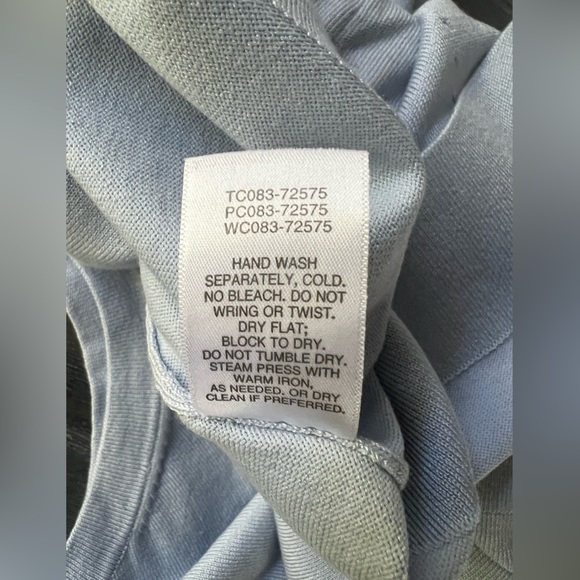 TC083-72575
PC083-72575
WC083-72575
HAND WASH
SEPARATELY, COLD.
NO BLEACH. DO NOT
WRING OR TWIST.
DRY FLAT;
BLOCK TO DRY.
DO NOT TUMBLE DRY.
STEAM PRESS WITH
WARM IRON,
AS NEEDED. OR DRY
CLEAN IF PREFERRED.